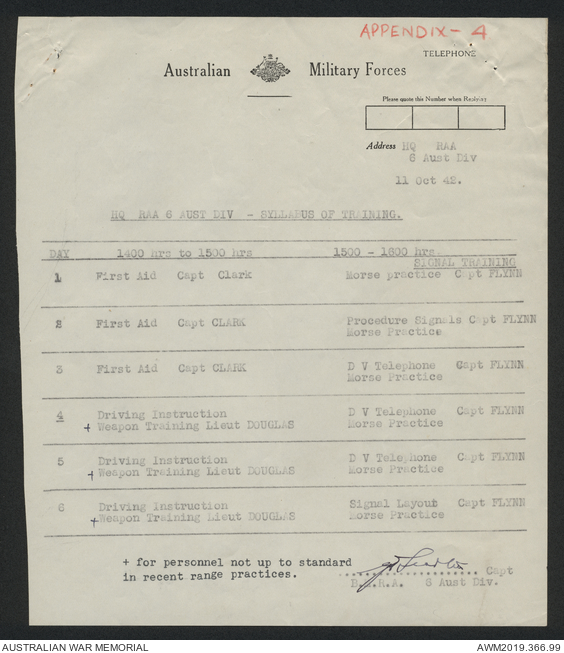 APPENDIX - 4
TELEPHONE
Australian Military Forces
Please quote this Number when Replying
Address HQ RAA
6 Aust Div
11 Oct 42.
HQ RAA 6 AUST DIV - SYLLABUS OF TRAINING.
DAY 1400 hrs to 1500 hrs 1500 - 1600 hrs
SIGNAL TRAINING
1 First Aid Capt Clark Morse practice Capt FLYNN
2 First Aid Capt CLARK Procedure Signals Capt FLYNN
Morse Practice
3 First Aid Capt CLARK D V Telephone Capt FLYNN
Morse Practice
4 Driving Instruction D V Telephone Capt FLYNN
+ Weapon Training Lieut DOUGLAS Morse Practice
5 Driving Instruction D V Telephone Capt FLYNN
+ Weapon Training Lieut DOUGLAS Morse Practice
6 Driving Instruction Signal Layout Capt FLYNN
+ Weapon Training Lieut DOUGLAS Morse Practice
+ for personnel not up to standard
in recent range practices.
Capt
B.M.R.A. 6 Aust Div.
AUSTRALIAN WAR MEMORIAL
AWM2019.366.99